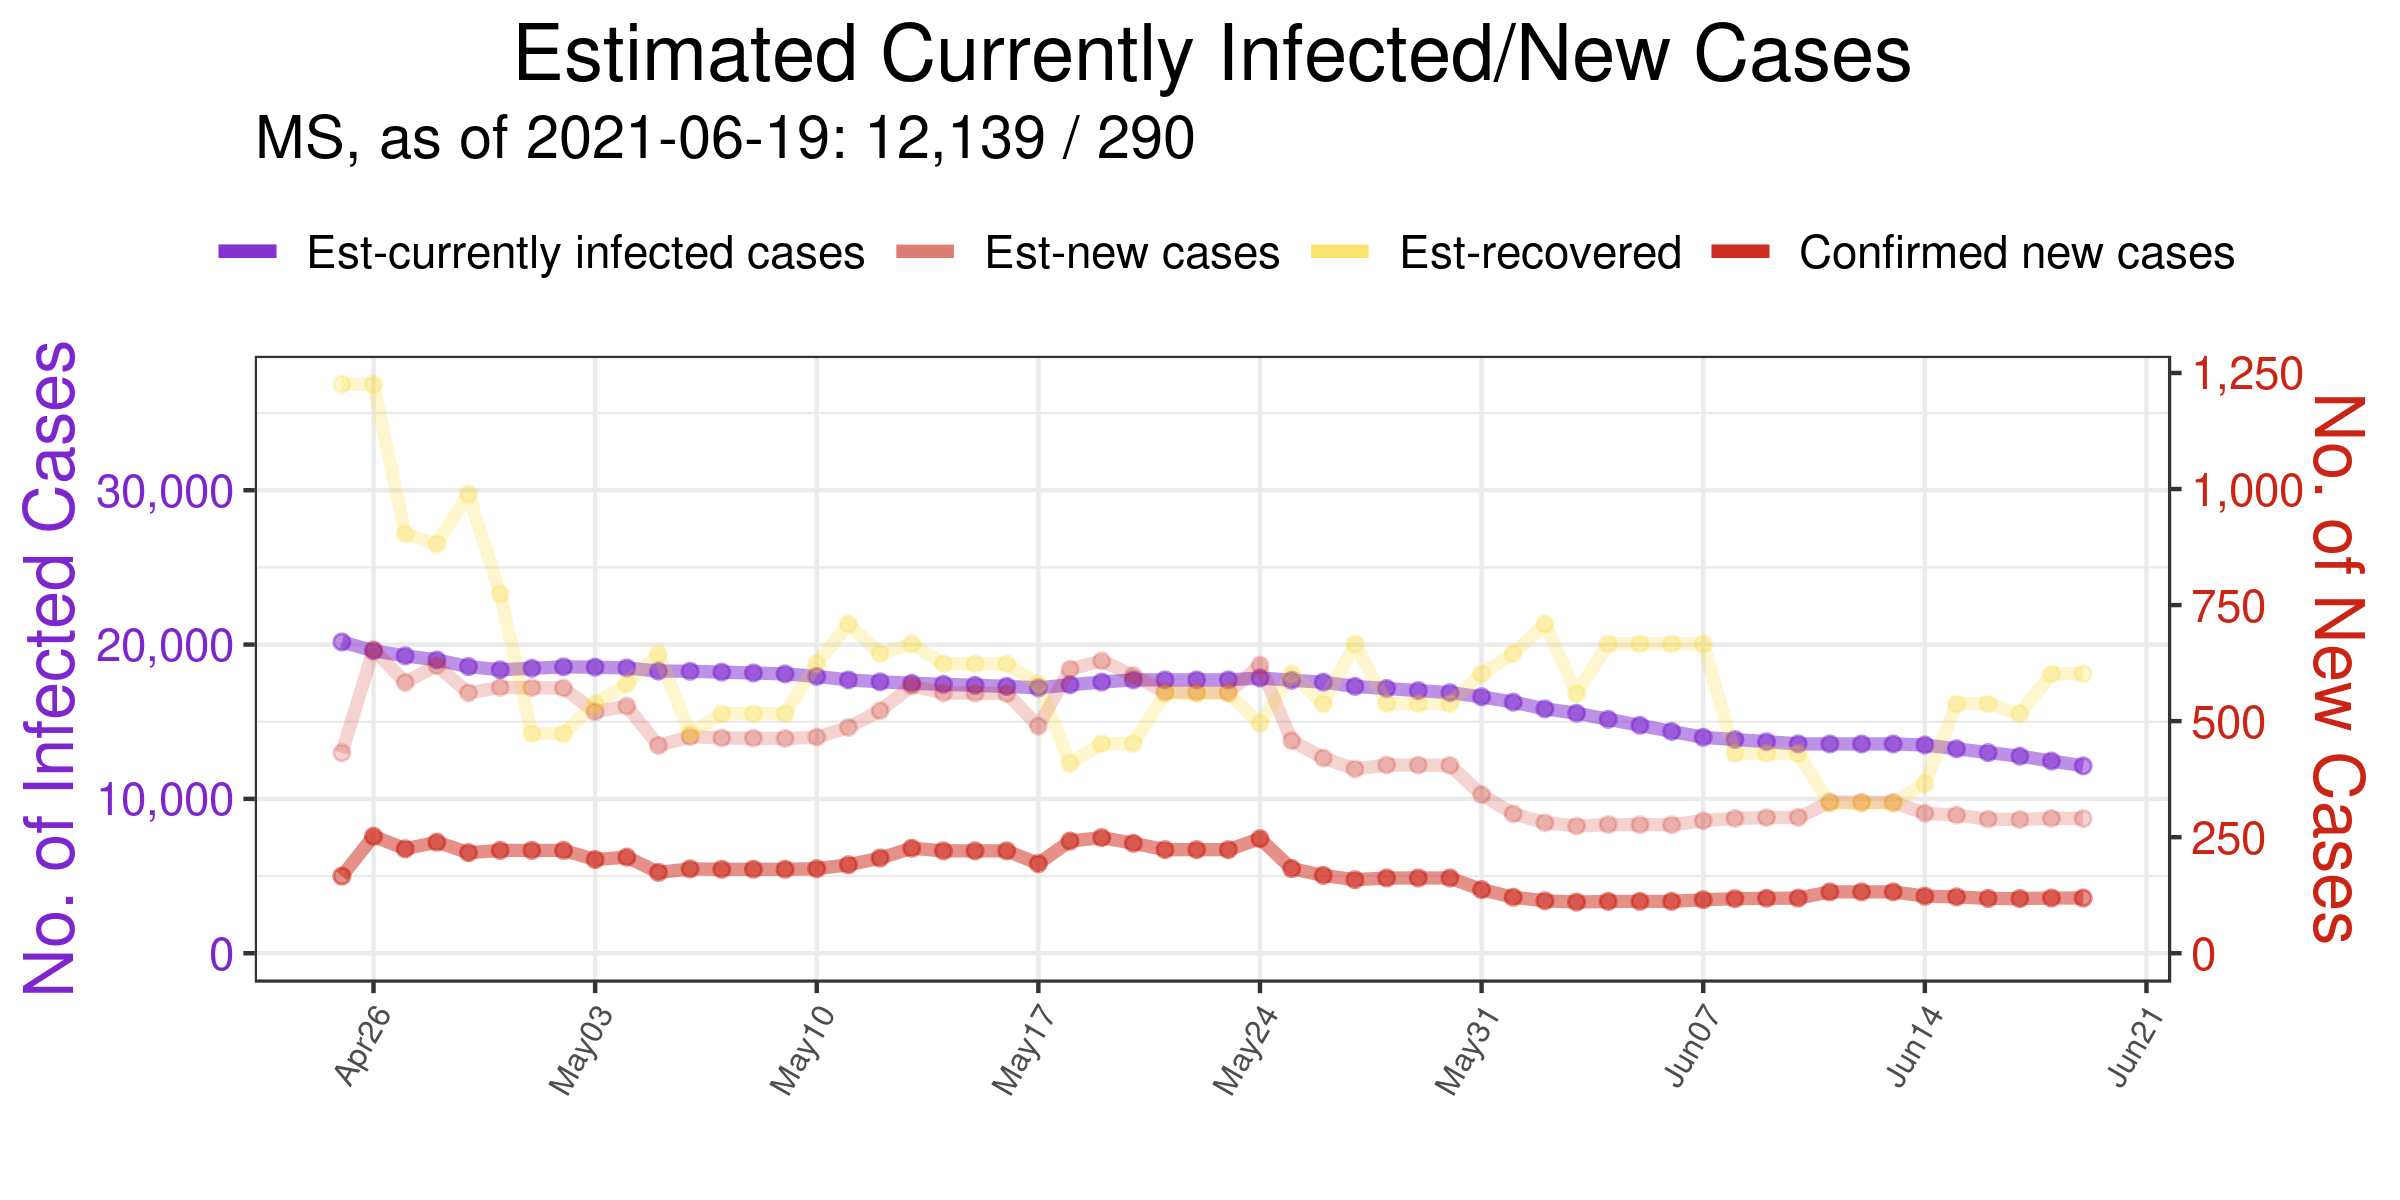 Estimated Currently Infected/New Cases
MS, as of 2021-06-19: 12,139 / 290
Est-currently infected cases Est-new cases Est-recovered Confirmed new cases
No. of Infected Cases
30,000
20,000
10,000
0
1,250
1,000
750
500
250
0
No. of New Cases
Apr26 May03 May10 May17 May24 May31 Jun07 Jun14 Jun21